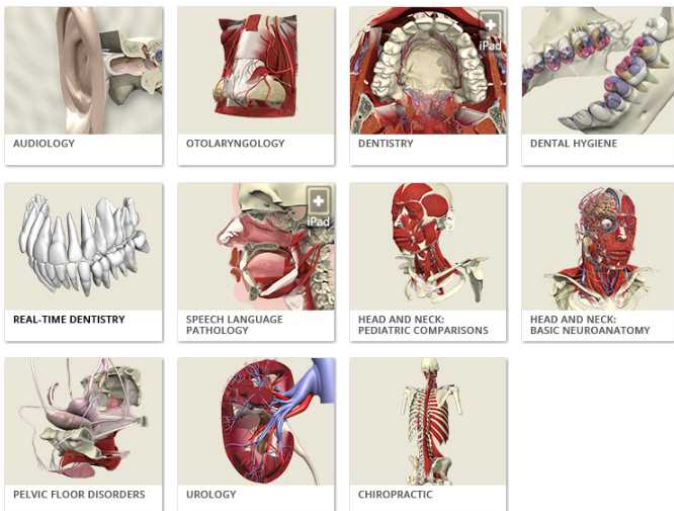 AUDIOLOGY
OTOLARYNGOLOGY
iPad
DENTISTRY
DENTAL HYGIENE
REAL-TIME DENTISTRY
iPad
SPEECH LANGUAGE
PATHOLOGY
HEAD AND NECK:
PEDIATRIC COMPARISONS
HEAD AND NECK:
BASIC NEUROANATOMY
PELVIC FLOOR DISORDERS
UROLOGY
CHIROPRACTIC